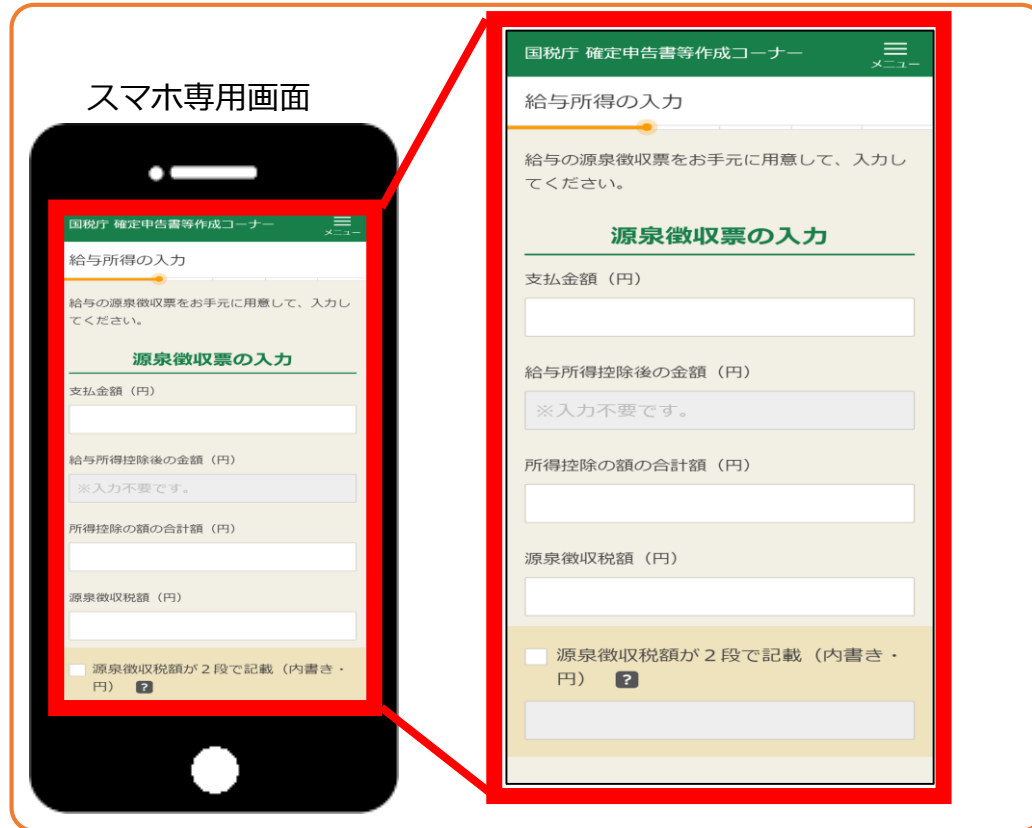 スマホ専用画面
国税庁 確定申告書等作成コーナー
メニュー
給与所得の入力
給与の源泉徴収票をお手元に用意して、入力し
てください。
源泉徴収票の入力
支払金額（円）
給与所得控除後の金額（円）
※入力不要です。
所得控除の額の合計額（円）
源泉徴収税額（円）
源泉徴収税額が２段で記載（内書き・
円） ?
国税庁 確定申告書等作成コーナー
メニュー
給与所得の入力
給与の源泉徴収票をお手元に用意して、入力し
てください。
源泉徴収票の入力
支払金額（円）
給与所得控除後の金額（円）
※入力不要です。
所得控除の額の合計額（円）
源泉徴収税額（円）
源泉徴収税額が２段で記載（内書き・
円） ?